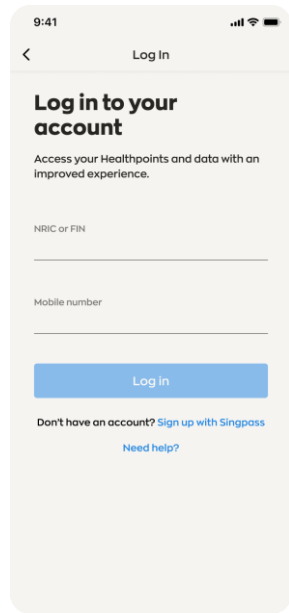 9:41
Log In
Log in to your
account
Access your Healthpoints and data with an
improved experience.
NRIC or FIN
Mobile number
Log in
Don't have an account? Sign up with Singpass
Need help?